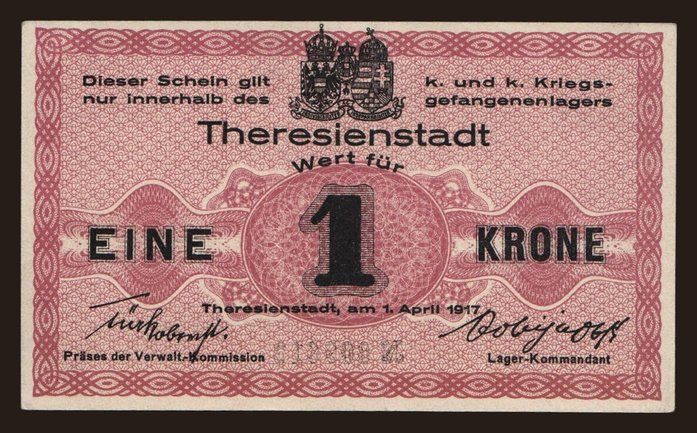 Dieser Schein gilt
nur innerhalb des
k. und k. Kriegs-
gefangenenlagers
Theresienstadt
Wert für
1
EINE KRONE
Theresienstadt, am 1. April 1917
Präses der Verwalt.-Kommission
Lager-Kommandant